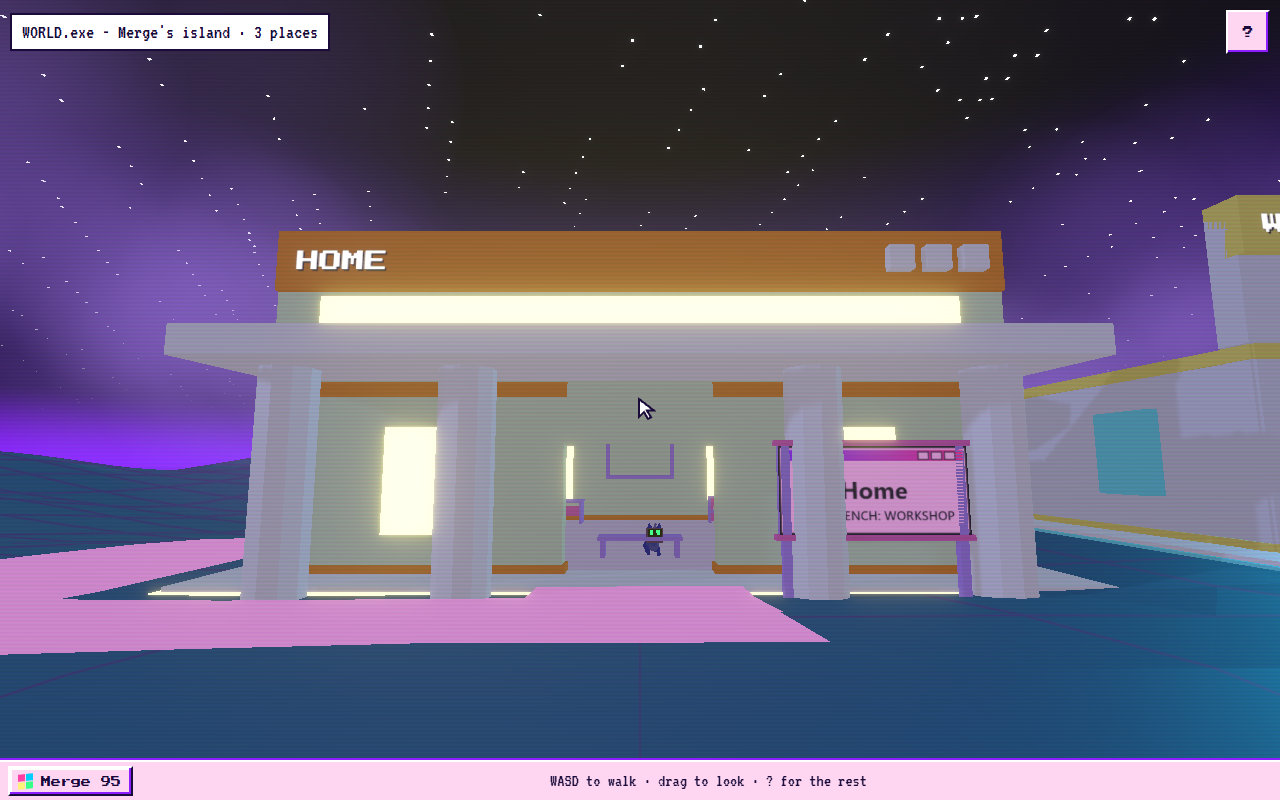 WORLD.exe - Merge's island · 3 places
?
HOME
Home
ENCH: WORKSHOP
Merge 95
WASD to walk · drag to look · ? for the rest